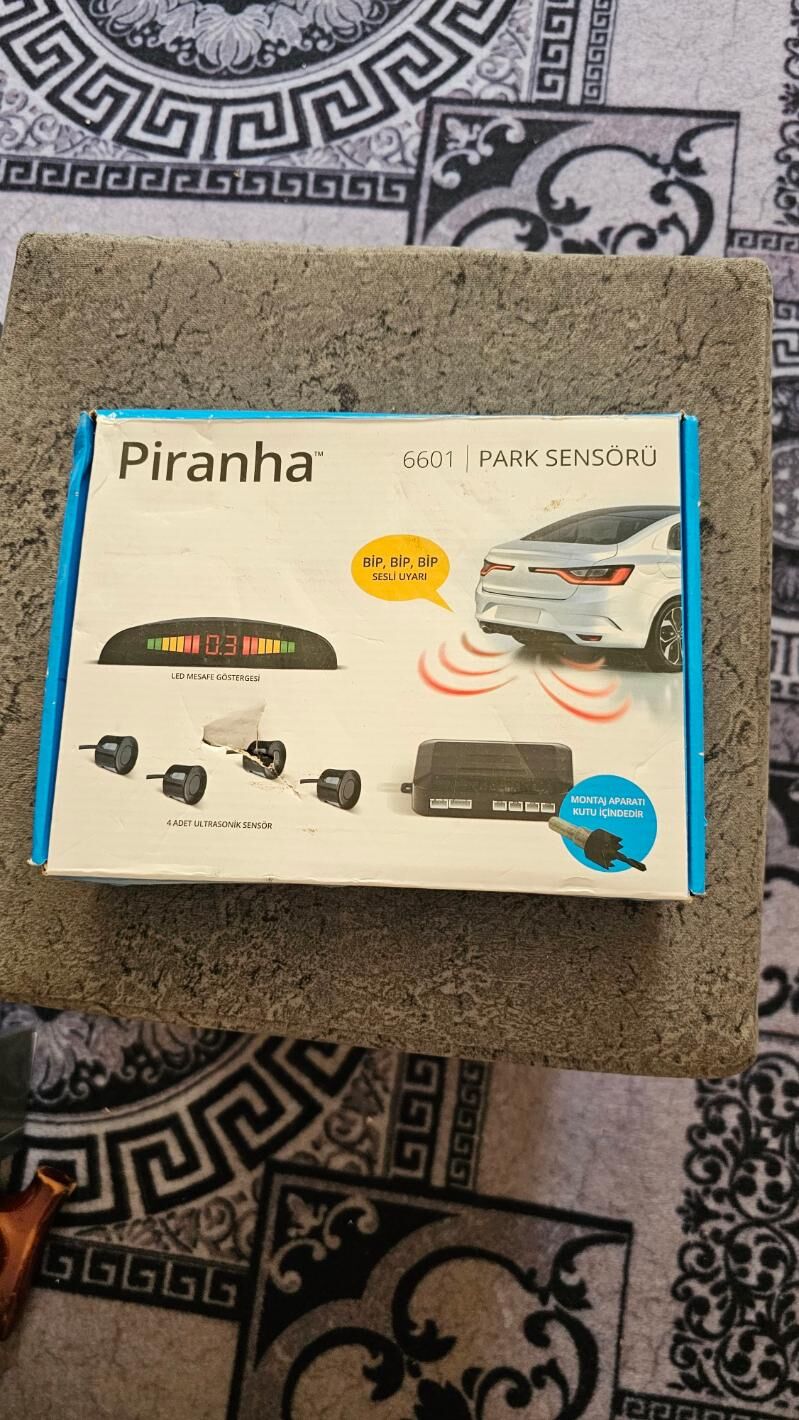 Piranha™
6601 | PARK SENSÖRÜ
BİP, BİP, BİP
SESLİ UYARI
0.3
LED MESAFE GÖSTERGESİ
4 ADET ULTRASONİK SENSÖR
MONTAJ APARATI
KUTU İÇİNDEDİR